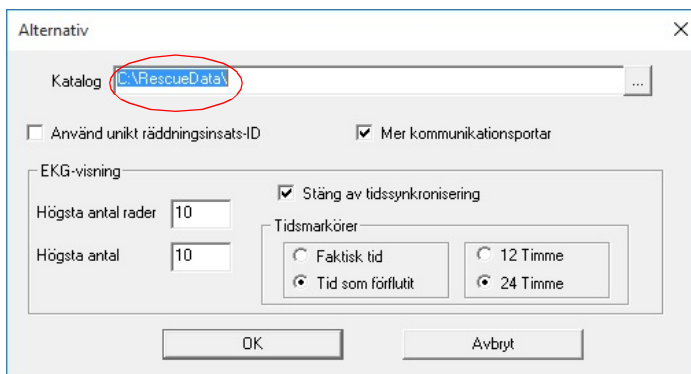 Alternativ
Katalog C:\RescueData\ ...
Använd unikt räddningsinsats-ID
Mer kommunikationsportar
EKG-visning
Högsta antal rader 10
Stäng av tidssynkronisering
Högsta antal 10
Tidsmarkörer
Faktisk tid
Tid som förflutit
12 Timme
24 Timme
OK
Avbryt